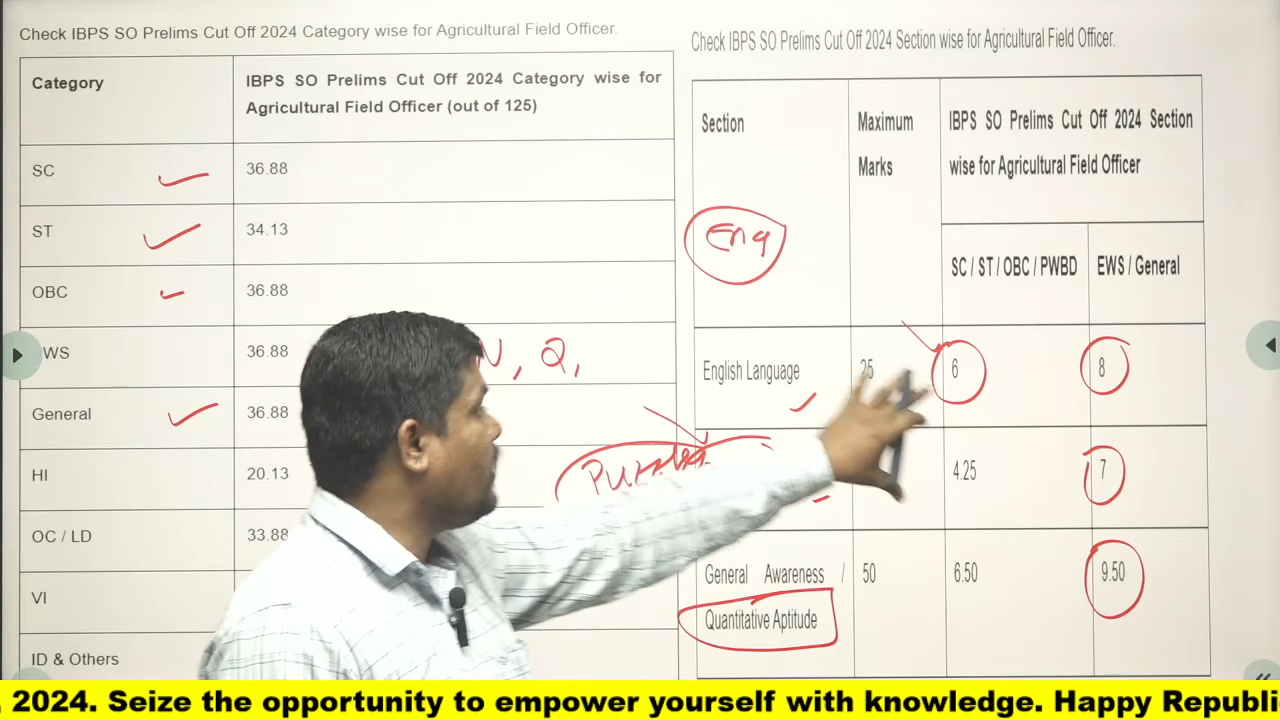 Check IBPS SO Prelims Cut Off 2024 Category wise for Agricultural Field Officer.
Category
IBPS SO Prelims Cut Off 2024 Category wise for
Agricultural Field Officer (out of 125)
SC 36.88
ST 34.13
OBC 36.88
WS 36.88
General 36.88
HI 20.13
OC / LD 33.88
VI
ID & Others
N, Q,
Check IBPS SO Prelims Cut Off 2024 Section wise for Agricultural Field Officer.
Section
Maximum
Marks
IBPS SO Prelims Cut Off 2024 Section
wise for Agricultural Field Officer
Eng
SC / ST / OBC / PWBD EWS / General
English Language 25 6 8
4.25 7
General Awareness / 50 6.50 9.50
Quantitative Aptitude
2024. Seize the opportunity to empower yourself with knowledge. Happy Republi